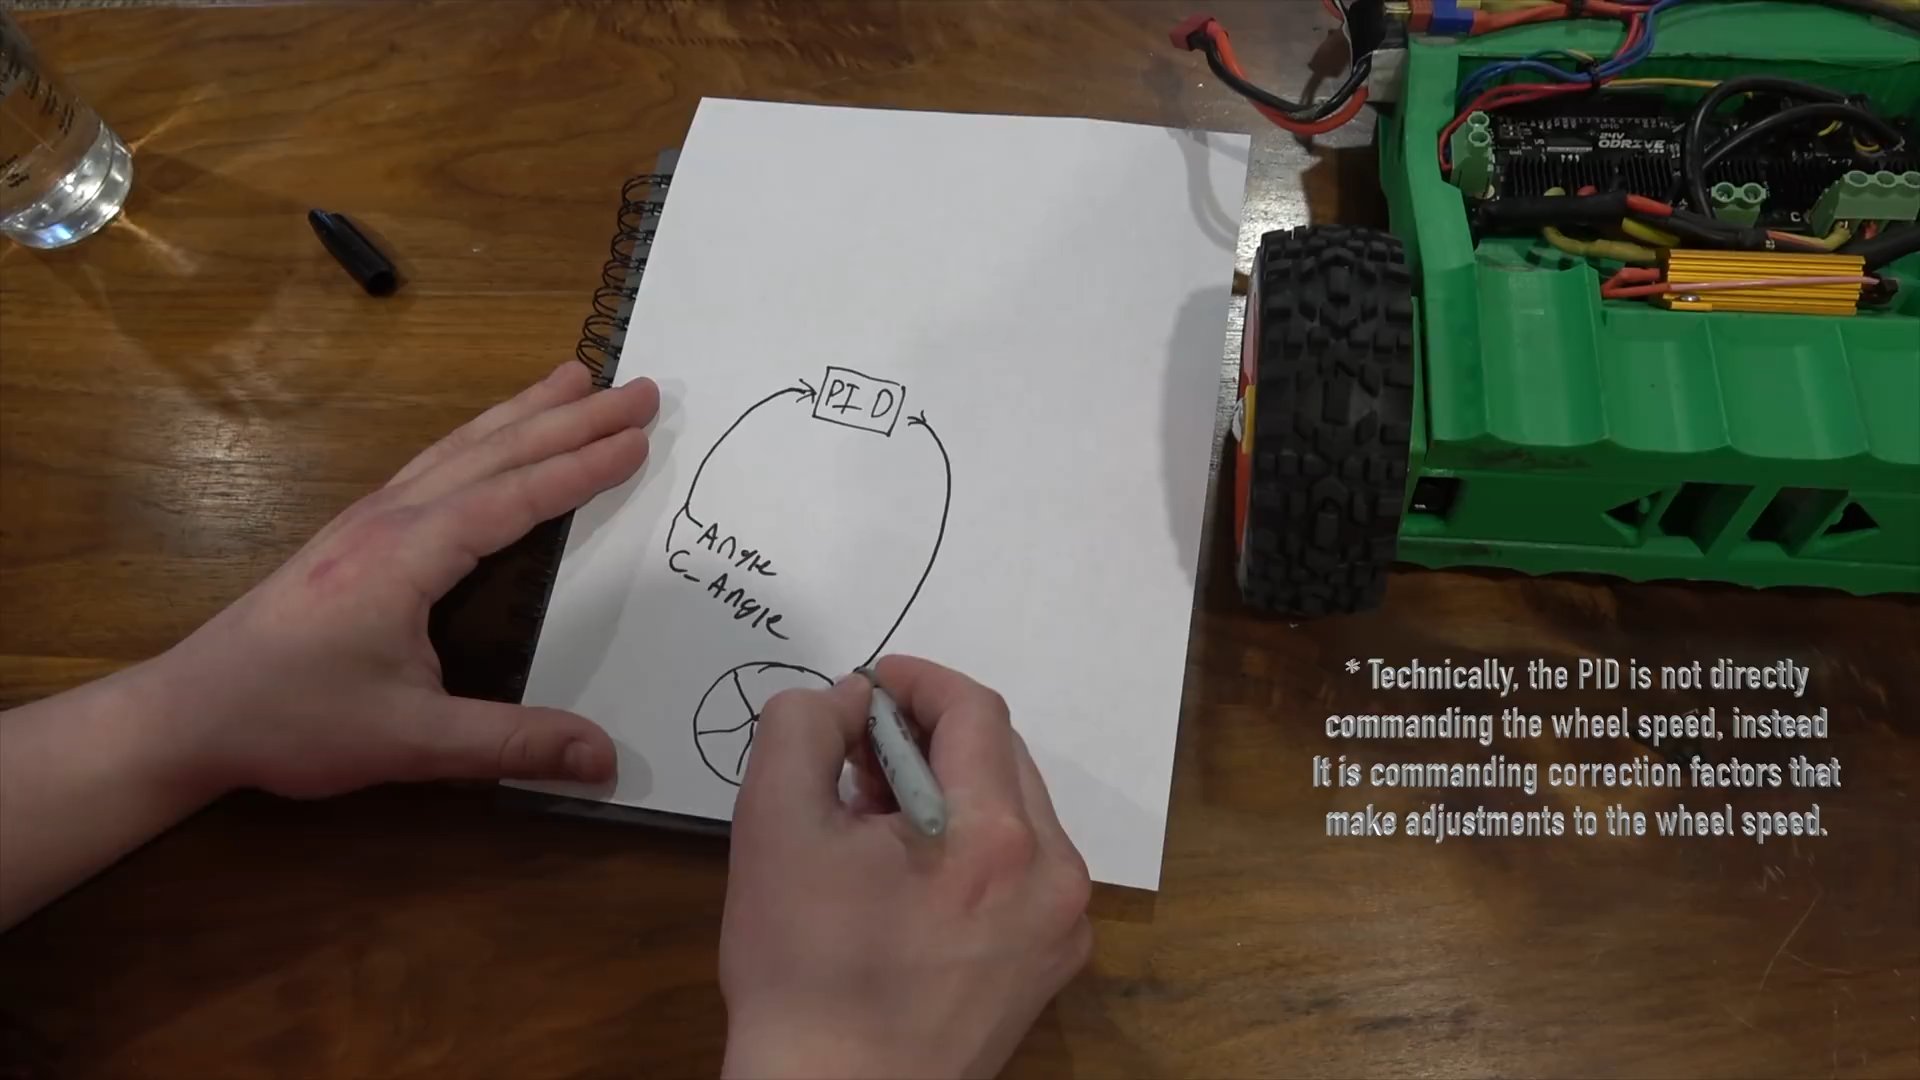 24V
ODRIVE
PID
Angle
C_Angle
* Technically, the PID is not directly
commanding the wheel speed, instead
It is commanding correction factors that
make adjustments to the wheel speed.